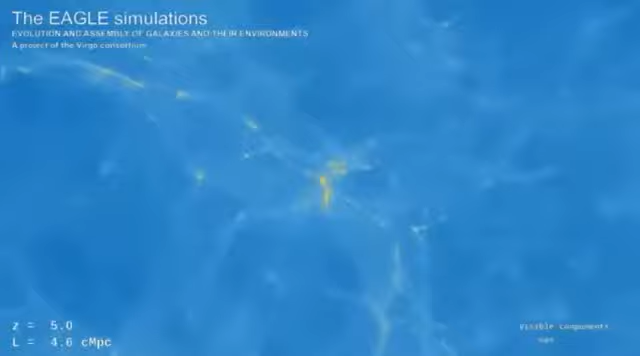 The EAGLE simulations
EVOLUTION AND ASSEMBLY OF GALAXIES AND THEIR ENVIRONMENTS
A project of the Virgo consortium
z = 5.0
L = 4.6 cMpc
Visible components